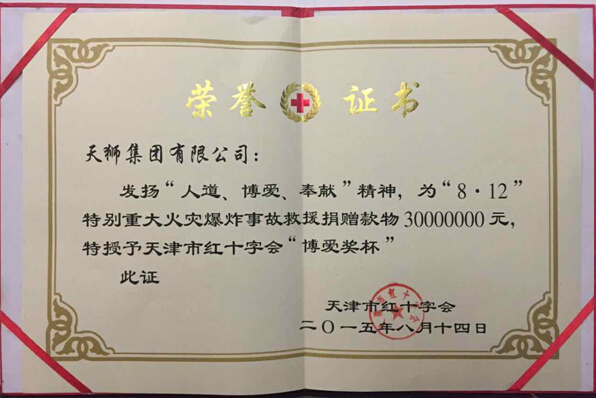 荣誉证书
天狮集团有限公司：
发扬“人道、博爱、奉献”精神，为“8·12”
特别重大火灾爆炸事故救援捐赠款物30000000元，
特授予天津市红十字会“博爱奖杯”
此证
天津市红十字会
二〇一五年八月十四日